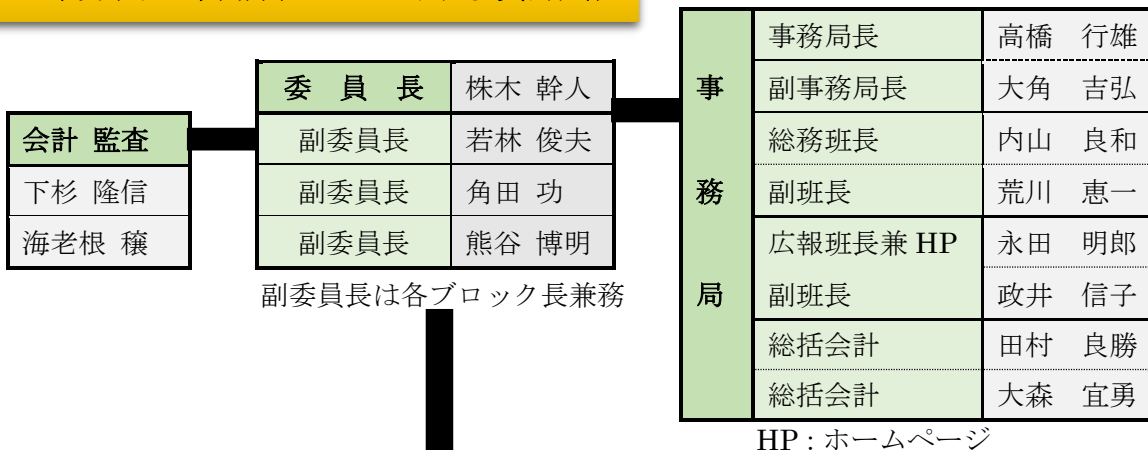 委員長 株木 幹人
副委員長 若林 俊夫
副委員長 角田 功
副委員長 熊谷 博明
副委員長は各ブロック長兼務
会計 監査
下杉 隆信
海老根 穣
事務局
事務局長 高橋 行雄
副事務局長 大角 吉弘
総務班長 内山 良和
副班長 荒川 恵一
広報班長兼 HP 永田 明郎
副班長 政井 信子
総括会計 田村 良勝
総括会計 大森 宜勇
HP : ホームページ